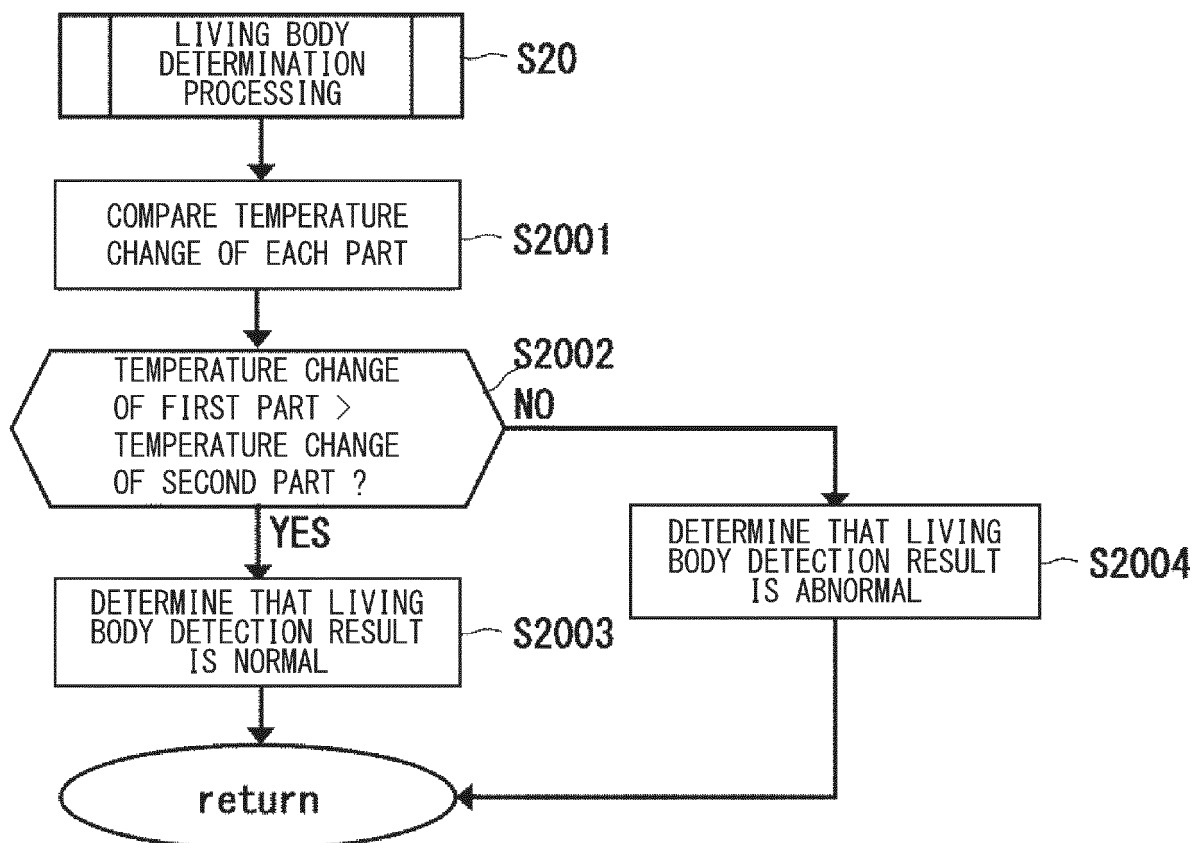 LIVING BODY
DETERMINATION
PROCESSING
S20
COMPARE TEMPERATURE
CHANGE OF EACH PART
S2001
TEMPERATURE CHANGE
OF FIRST PART >
TEMPERATURE CHANGE
OF SECOND PART ?
S2002
NO
YES
DETERMINE THAT LIVING
BODY DETECTION RESULT
IS NORMAL
S2003
DETERMINE THAT LIVING
BODY DETECTION RESULT
IS ABNORMAL
S2004
return